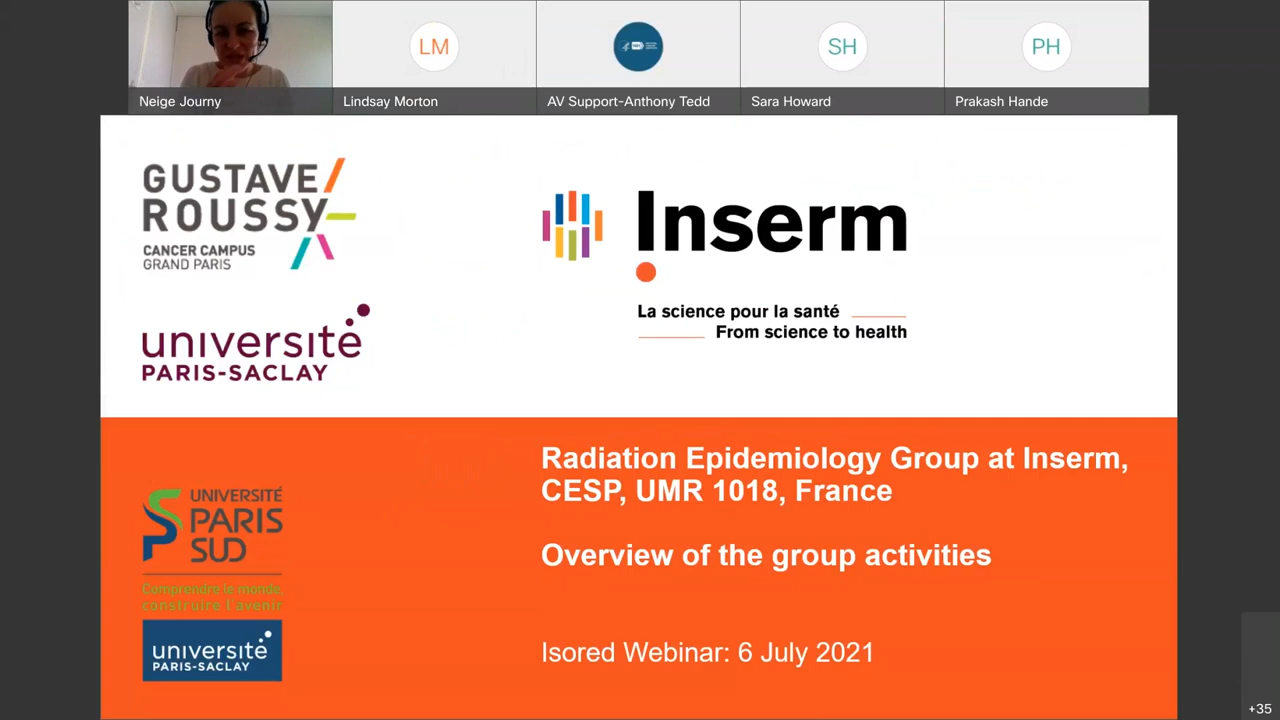 Neige Journy
LM
Lindsay Morton
AV Support-Anthony Tedd
SH
Sara Howard
PH
Prakash Hande
GUSTAVE
ROUSSY
CANCER CAMPUS
GRAND PARIS
Inserm
La science pour la santé
From science to health
université
PARIS-SACLAY
Radiation Epidemiology Group at Inserm,
CESP, UMR 1018, France
Overview of the group activities
Isored Webinar: 6 July 2021
UNIVERSITÉ
PARIS
SUD
Comprendre le monde,
construire l'avenir
université
PARIS-SACLAY
+35